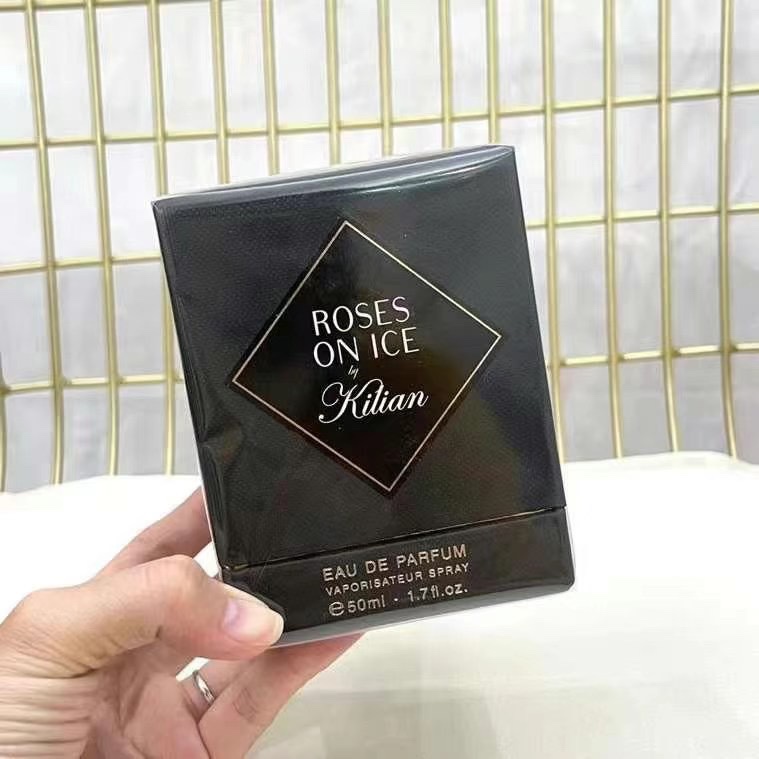 ROSES
ON ICE
by
Kilian
EAU DE PARFUM
VAPORISATEUR SPRAY
℮50ml · 1.7fl.oz.